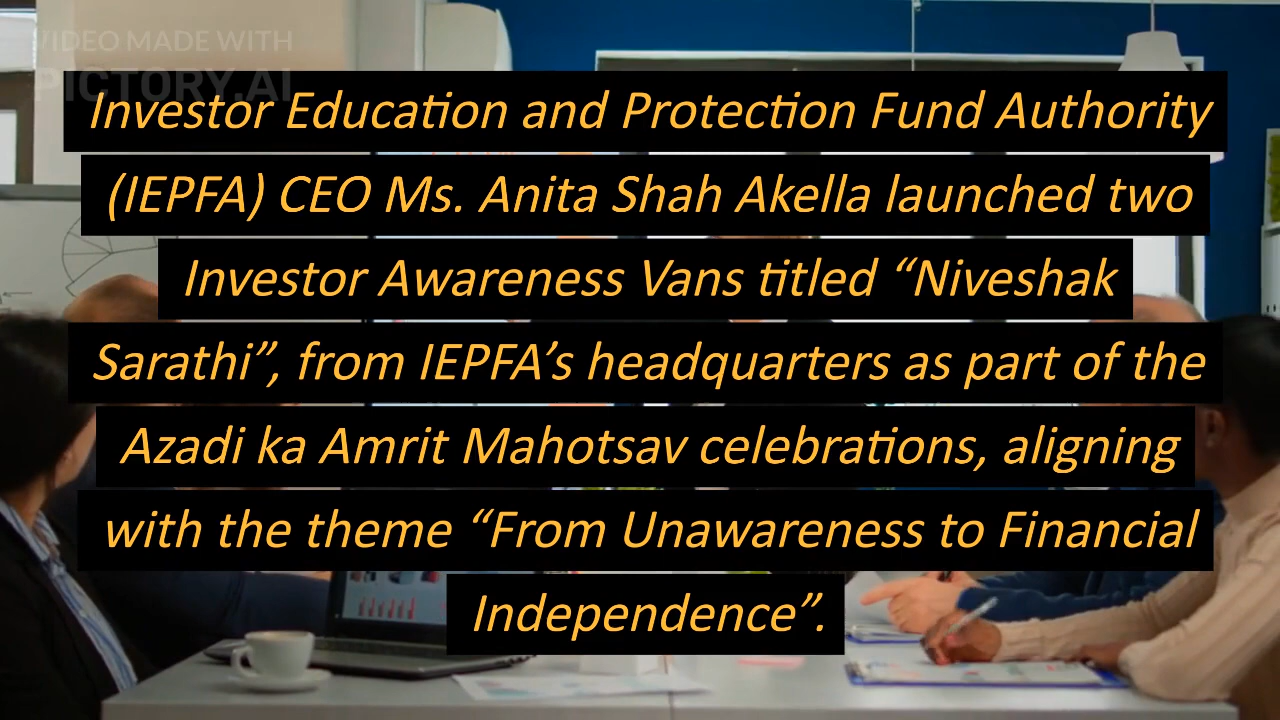 VIDEO MADE WITH
PICTORY.AI
Investor Education and Protection Fund Authority
(IEPFA) CEO Ms. Anita Shah Akella launched two
Investor Awareness Vans titled “Niveshak
Sarathi”, from IEPFA’s headquarters as part of the
Azadi ka Amrit Mahotsav celebrations, aligning
with the theme “From Unawareness to Financial
Independence”.